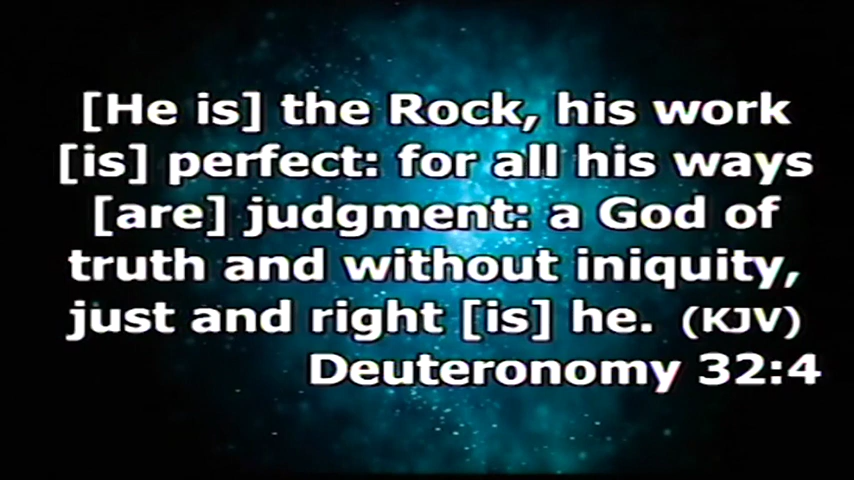 [He is] the Rock, his work
[is] perfect: for all his ways
[are] judgment: a God of
truth and without iniquity,
just and right [is] he. (KJV)
Deuteronomy 32:4